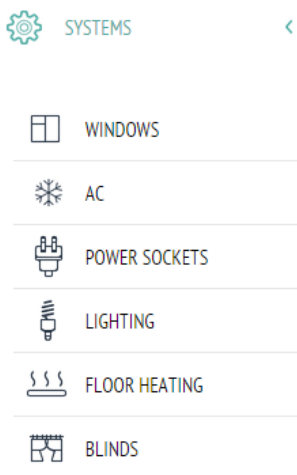 SYSTEMS
WINDOWS
AC
POWER SOCKETS
LIGHTING
FLOOR HEATING
BLINDS